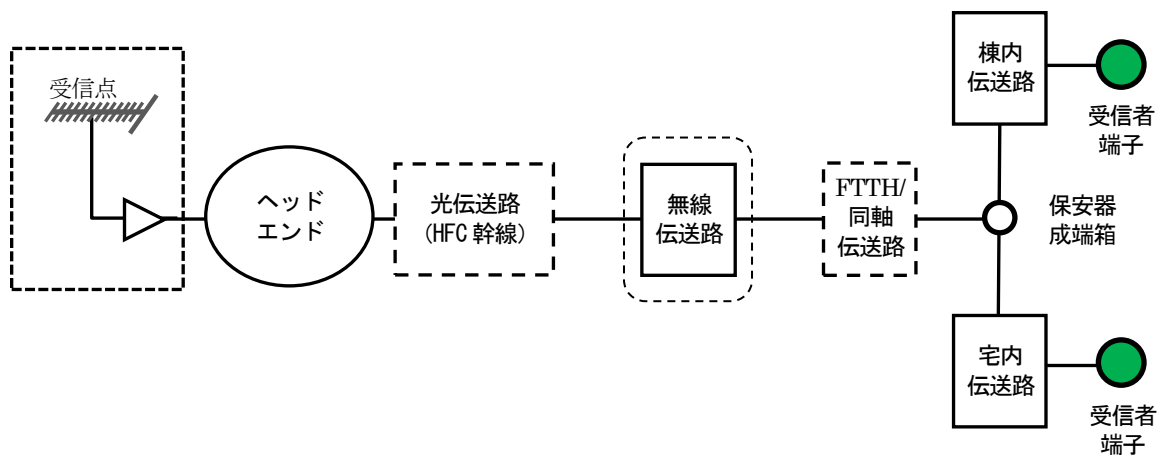 受信点
ヘッド
エンド
光伝送路
(HFC 幹線)
無線
伝送路
FTTH/
同軸
伝送路
保安器
成端箱
棟内
伝送路
受信者
端子
宅内
伝送路
受信者
端子